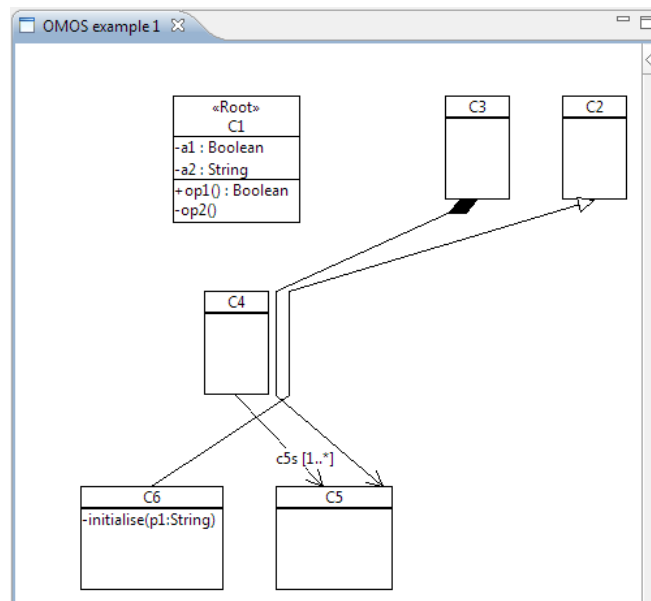 OMOS example 1
«Root»
C1
-a1 : Boolean
-a2 : String
+op1() : Boolean
-op2()
C3
C2
C4
c5s [1..*]
C6
-initialise(p1:String)
C5